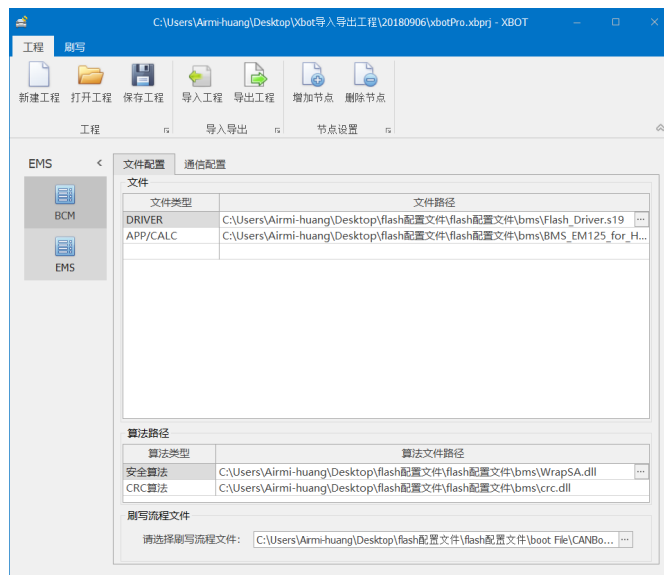 C:\Users\Airmi-huang\Desktop\Xbot导入导出工程\20180906\xbotPro.xbprj - XBOT
工程 刷写
新建工程 打开工程 保存工程 导入工程 导出工程 增加节点 删除节点
工程 导入导出 节点设置
EMS < 文件配置 通信配置
文件
文件类型 文件路径
DRIVER C:\Users\Airmi-huang\Desktop\flash配置文件\flash配置文件\bms\Flash_Driver.s19 ...
APP/CALC C:\Users\Airmi-huang\Desktop\flash配置文件\flash配置文件\bms\BMS_EM125_for_H...
BCM
EMS
算法路径
算法类型 算法文件路径
安全算法 C:\Users\Airmi-huang\Desktop\flash配置文件\flash配置文件\bms\WrapSA.dll ...
CRC算法 C:\Users\Airmi-huang\Desktop\flash配置文件\flash配置文件\bms\crc.dll
刷写流程文件
请选择刷写流程文件: C:\Users\Airmi-huang\Desktop\flash配置文件\flash配置文件\boot File\CANBo... ...